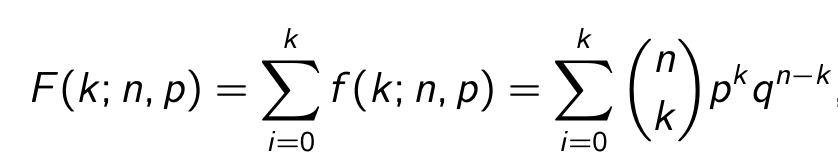 F(k; n, p) = \sum_{i=0}^{k} f(k; n, p) = \sum_{i=0}^{k} \binom{n}{k} p^k q^{n-k},